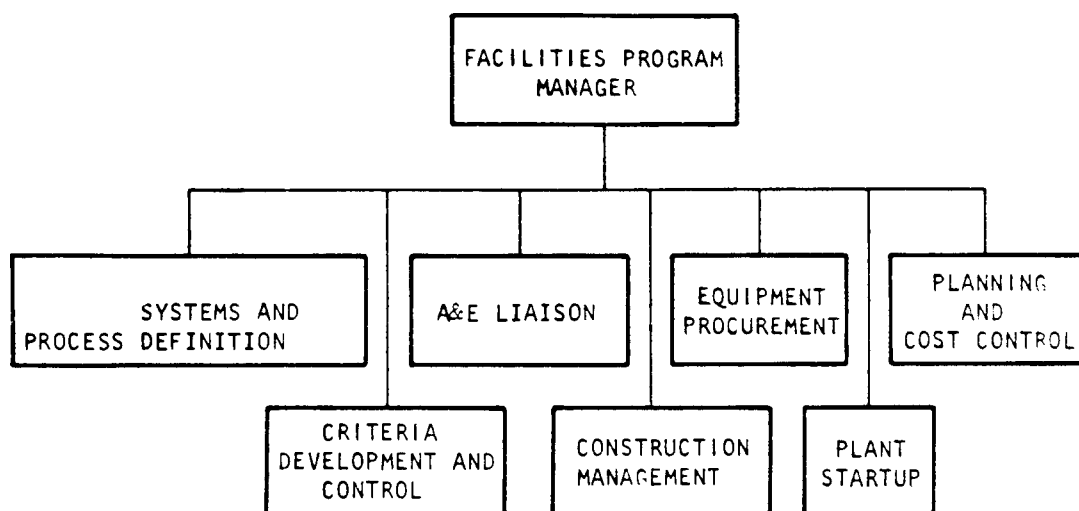 FACILITIES PROGRAM
MANAGER
SYSTEMS AND
PROCESS DEFINITION
A&E LIAISON
EQUIPMENT
PROCUREMENT
PLANNING
AND
COST CONTROL
CRITERIA
DEVELOPMENT AND
CONTROL
CONSTRUCTION
MANAGEMENT
PLANT
STARTUP